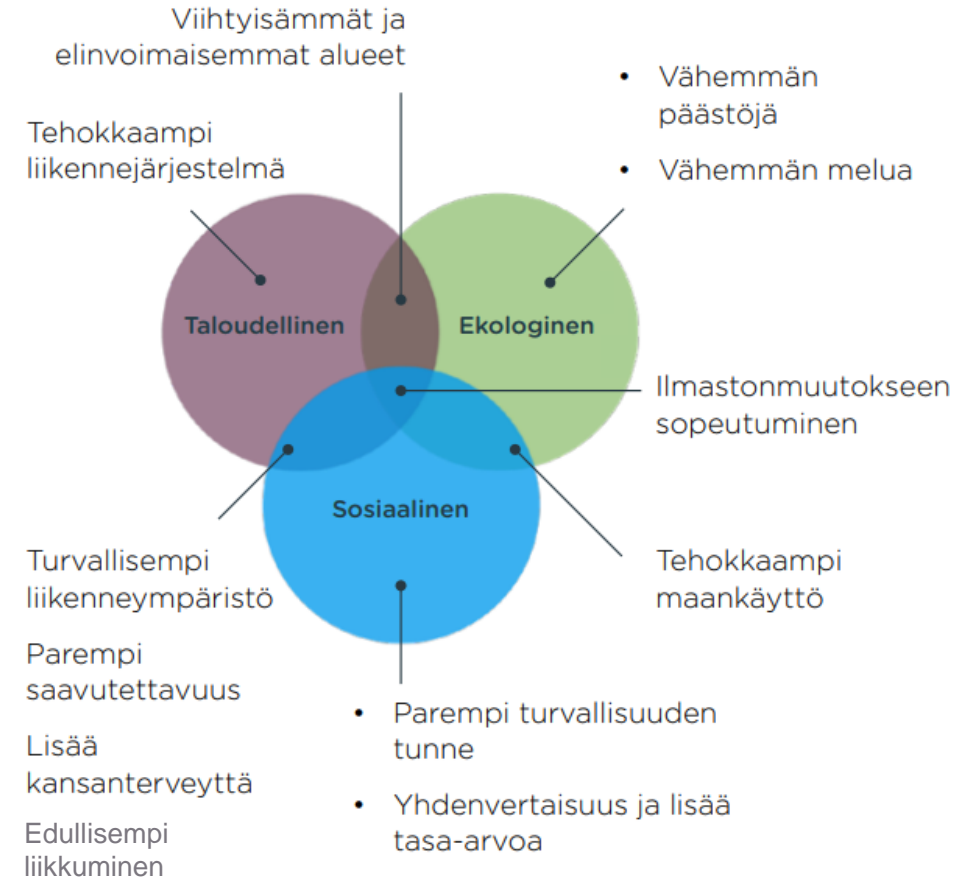 Viihtyisämmät ja
elinvoimaisemmat alueet
• Vähemmän
päästöjä
• Vähemmän melua
Tehokkaampi
liikennejärjestelmä
Taloudellinen
Ekologinen
Ilmastonmuutokseen
sopeutuminen
Sosiaalinen
Turvallisempi
liikenneympäristö
Tehokkaampi
maankäyttö
Parempi
saavutettavuus
Lisää
kansanterveyttä
Edullisempi
liikkuminen
• Parempi turvallisuuden
tunne
• Yhdenvertaisuus ja lisää
tasa-arvoa